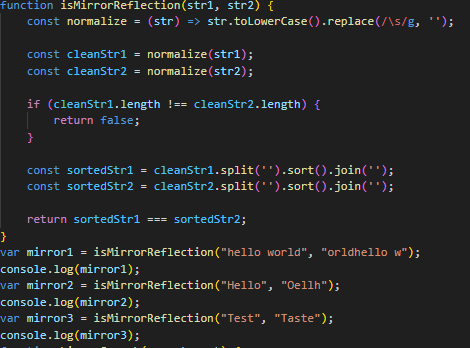 function isMirrorReflection(str1, str2) {
const normalize = (str) => str.toLowerCase().replace(/\s/g, '');
const cleanStr1 = normalize(str1);
const cleanStr2 = normalize(str2);
if (cleanStr1.length !== cleanStr2.length) {
return false;
}
const sortedStr1 = cleanStr1.split('').sort().join('');
const sortedStr2 = cleanStr2.split('').sort().join('');
return sortedStr1 === sortedStr2;
}
var mirror1 = isMirrorReflection("hello world", "orldhello w");
console.log(mirror1);
var mirror2 = isMirrorReflection("Hello", "Oellh");
console.log(mirror2);
var mirror3 = isMirrorReflection("Test", "Taste");
console.log(mirror3);